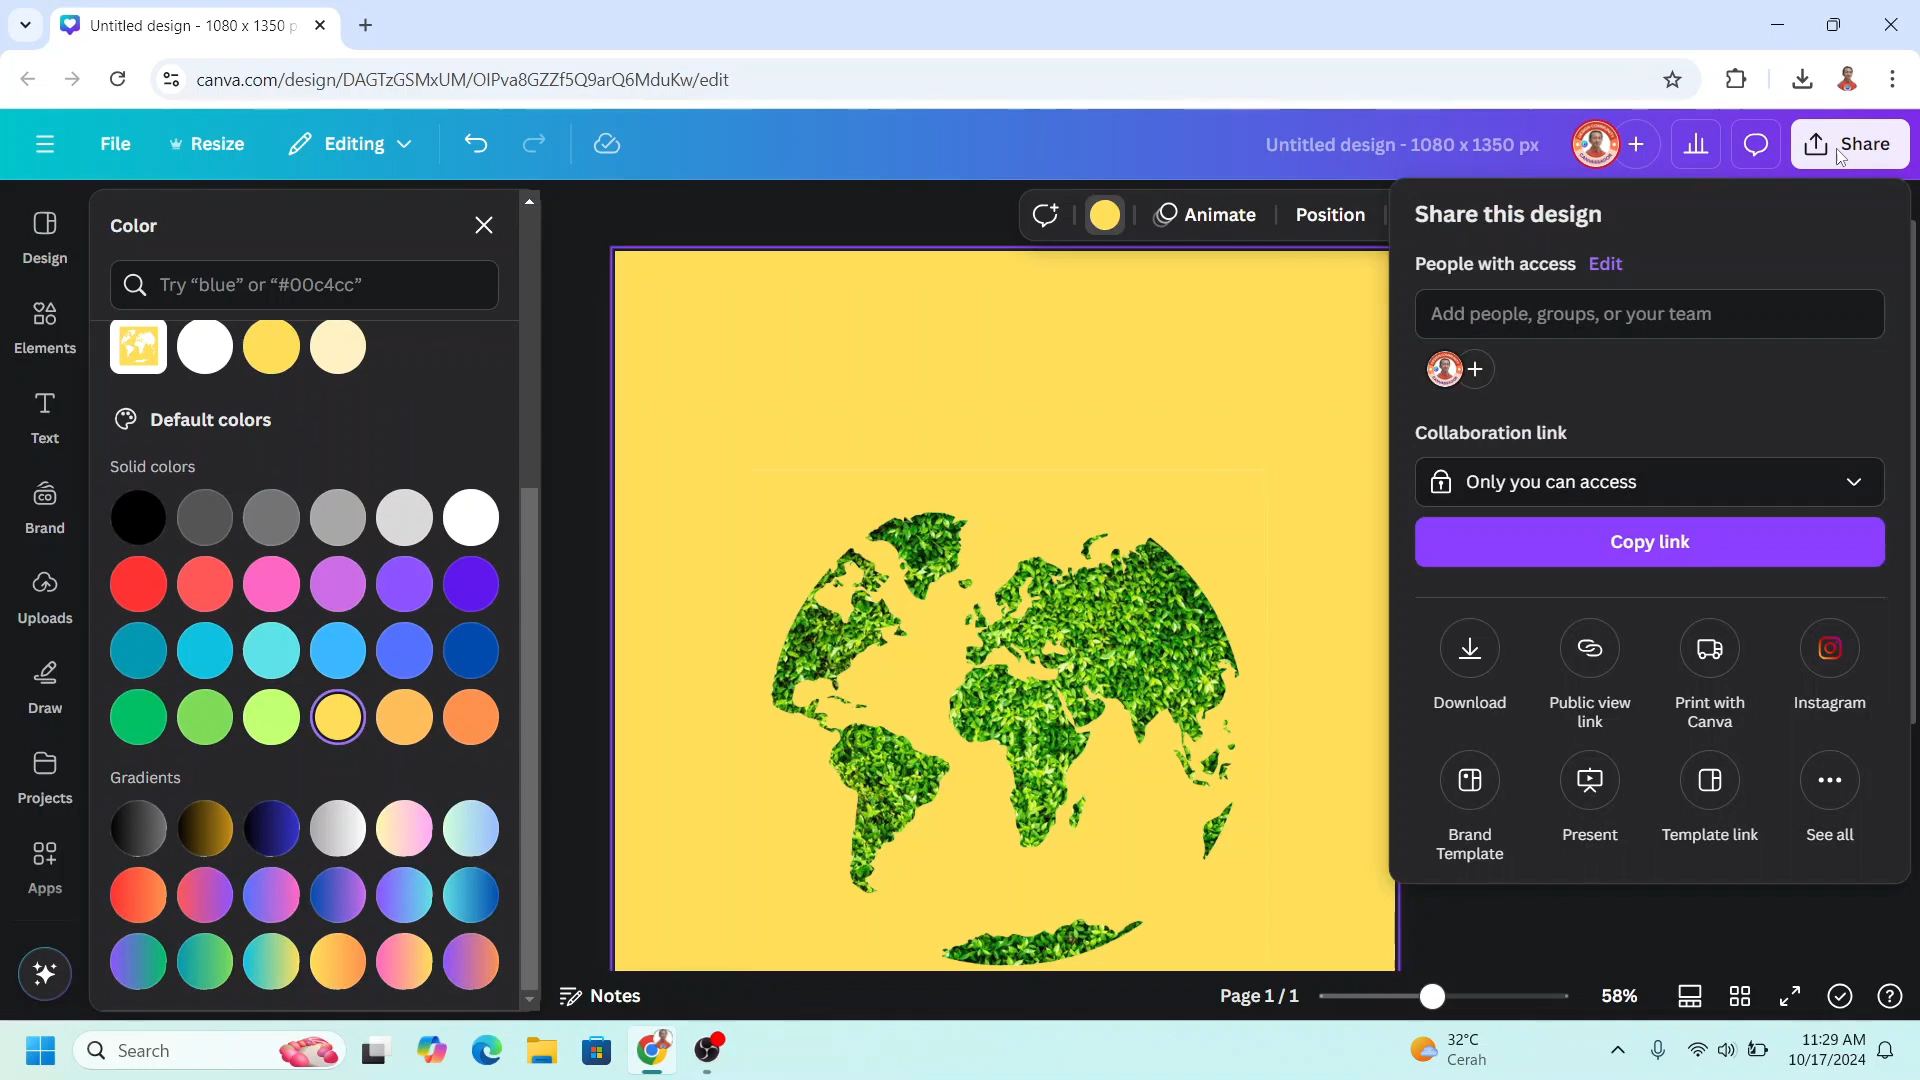 Untitled design - 1080 x 1350 p
canva.com/design/DAGTzGSMxUM/OIPva8GZZf5Q9arQ6MduKw/edit
File
Resize
Editing
Untitled design - 1080 x 1350 px
Share
Design
Elements
Text
Brand
Uploads
Draw
Projects
Apps
Color
Try “blue” or “#00c4cc”
Default colors
Solid colors
Gradients
Animate
Position
Share this design
People with access Edit
Add people, groups, or your team
Collaboration link
Only you can access
Copy link
Download
Public view
link
Print with
Canva
Instagram
Brand
Template
Present
Template link
See all
Notes
Page 1 / 1
58%
Search
32°C
Cerah
11:29 AM
10/17/2024